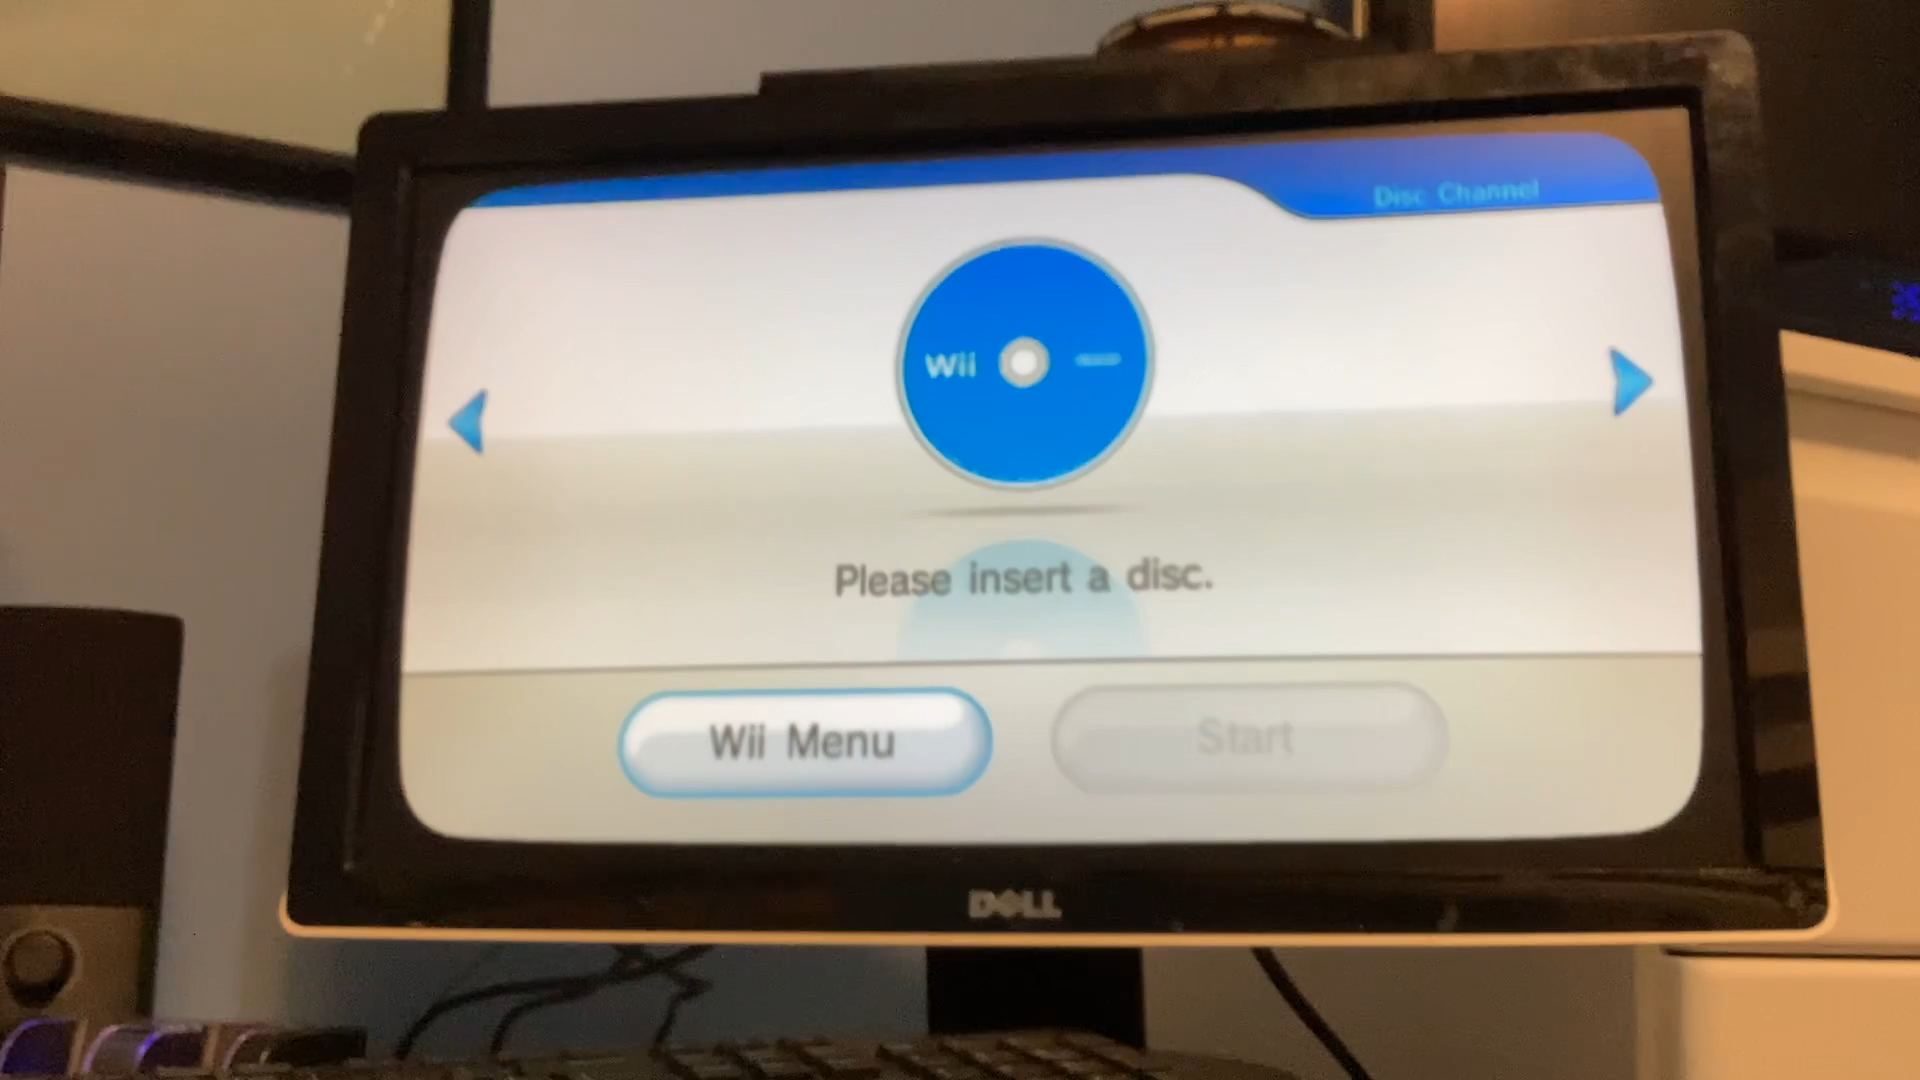 Disc Channel
Wii
Please insert a disc.
Wii Menu
Start
DELL